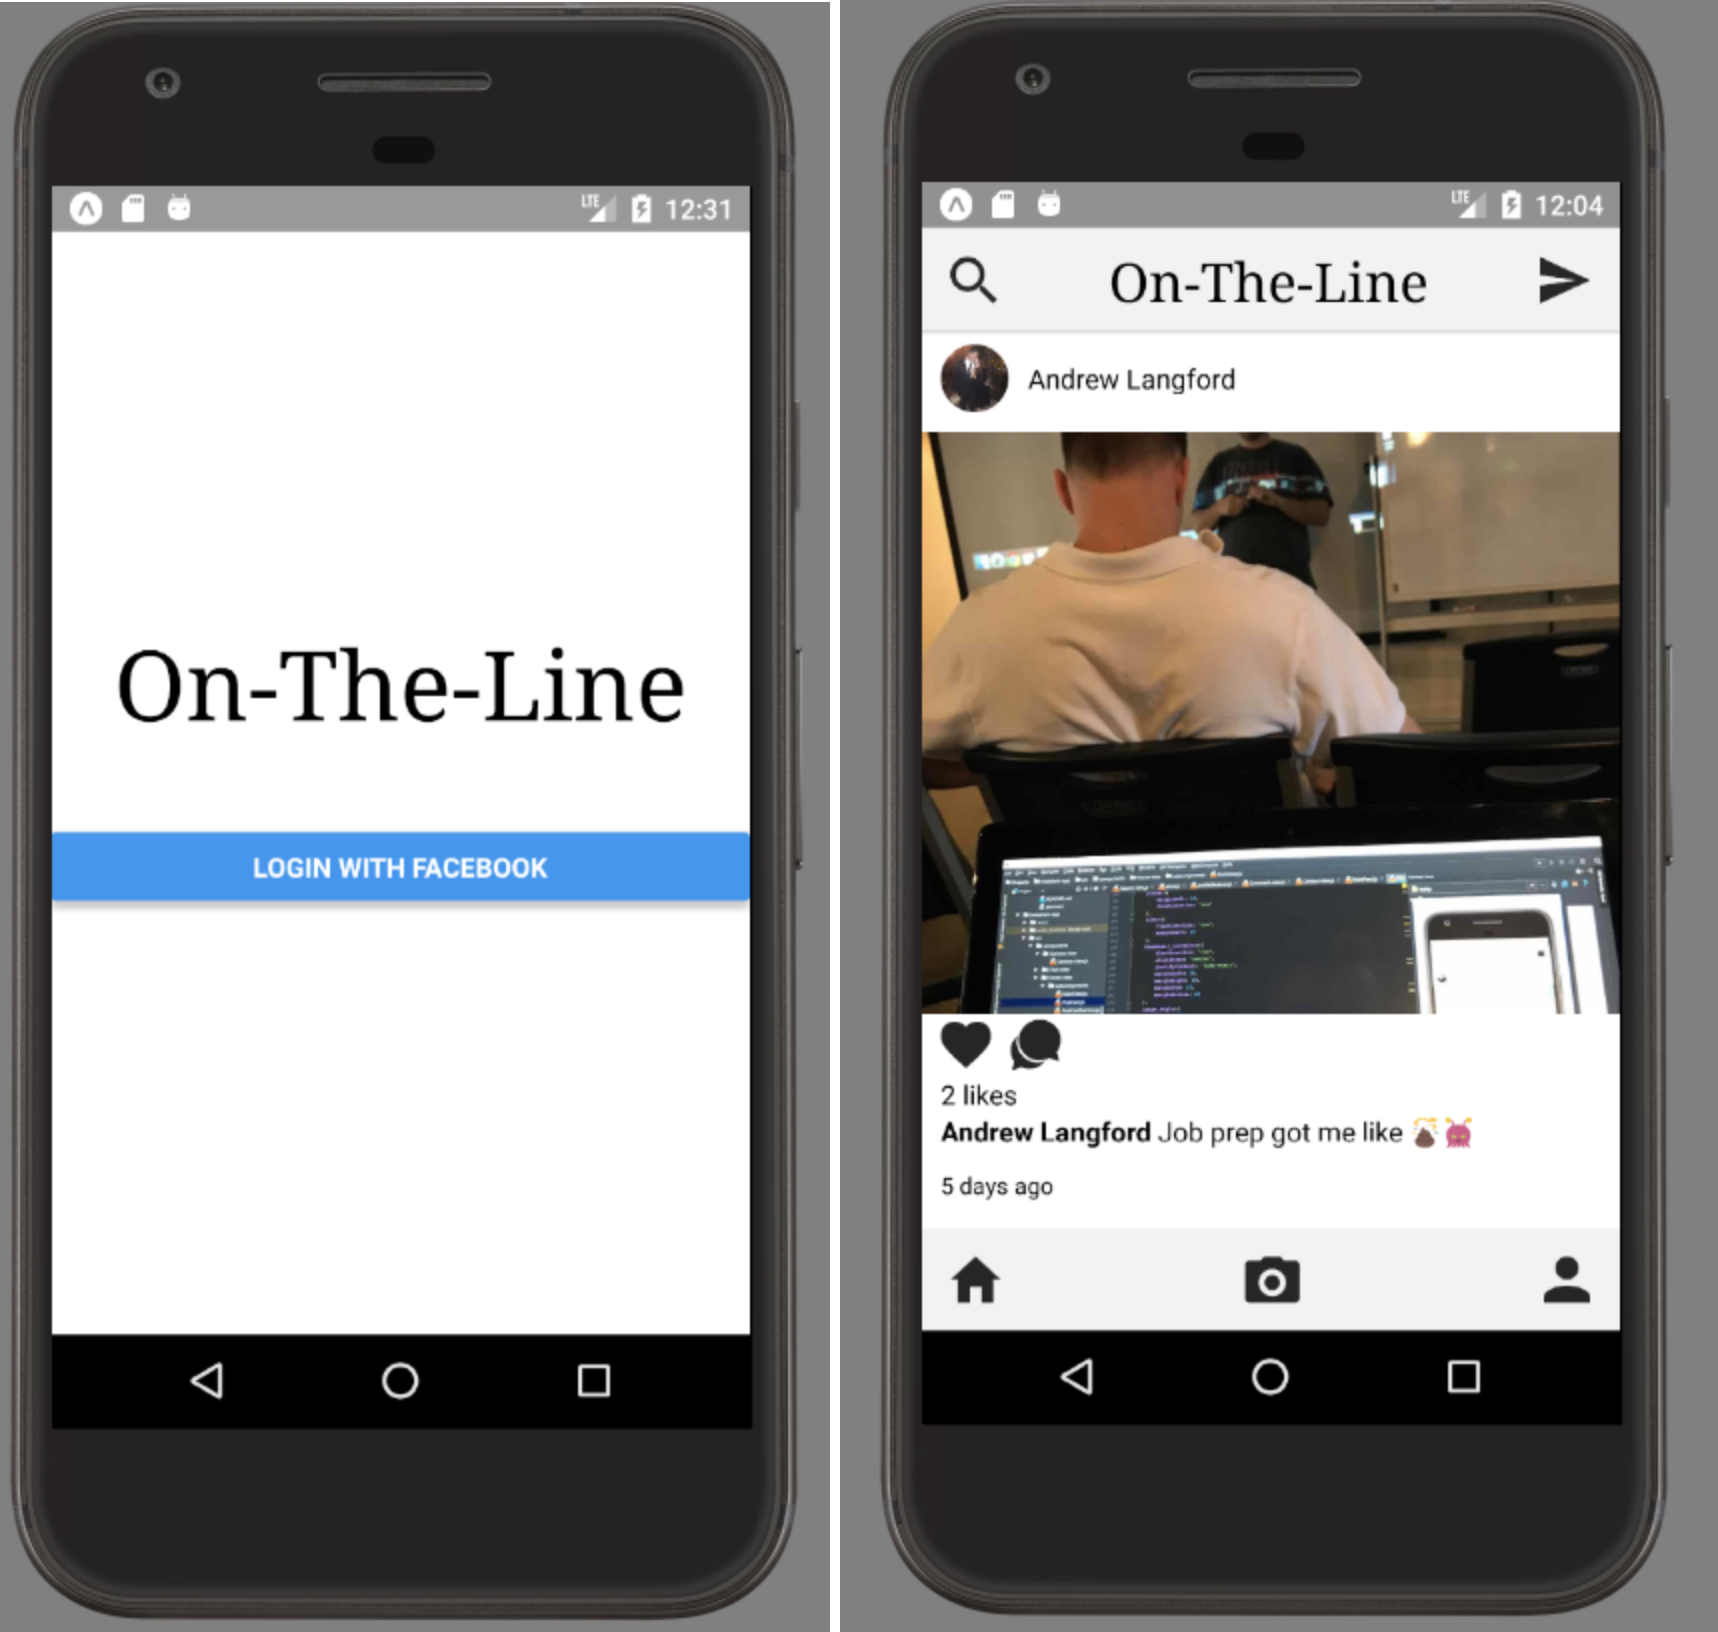 LTE 12:31
On-The-Line
LOGIN WITH FACEBOOK
LTE 12:04
On-The-Line
Andrew Langford
2 likes
Andrew Langford Job prep got me like 💩👾
5 days ago